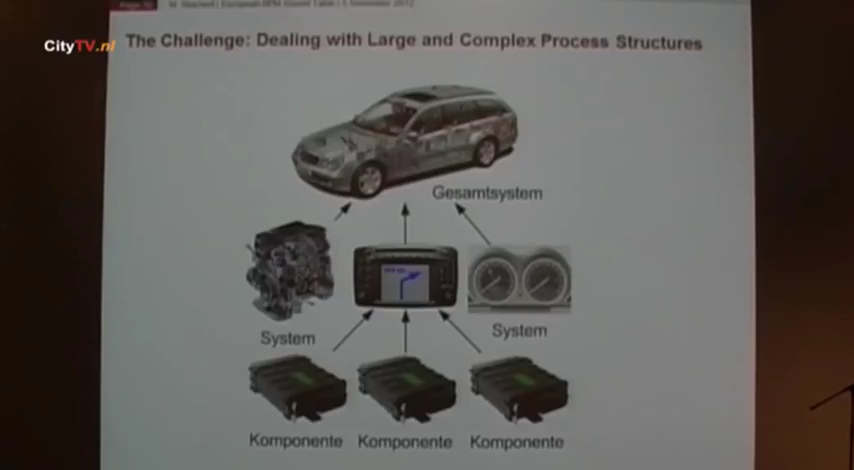 CityTV.nl
The Challenge: Dealing with Large and Complex Process Structures
Gesamtsystem
System
System
Komponente Komponente Komponente